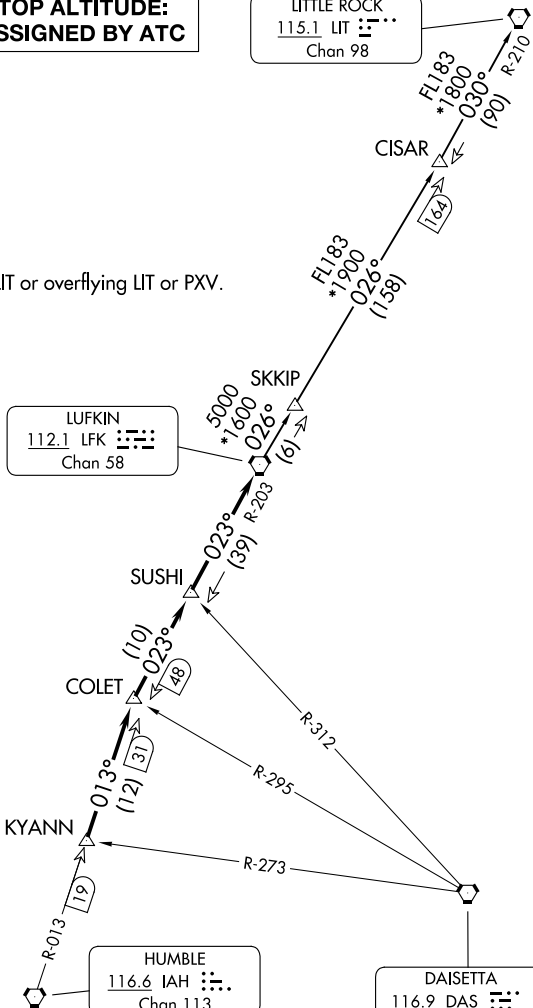 TOP ALTITUDE:
ASSIGNED BY ATC
LITTLE ROCK
115.1 LIT
Chan 98
R-210
FL183
*1800
030°
(90)
CISAR
164
FL183
*1900
026°
(158)
LIT or overflying LIT or PXV.
SKKIP
5000
*1600
026°
(6)
LUFKIN
112.1 LFK
Chan 58
R-203
023°
(39)
SUSHI
(10)
023°
48
COLET
R-312
31
013°
(12)
R-295
KYANN
R-273
19
R-013
HUMBLE
116.6 IAH
Chan 113
DAISETTA
116.9 DAS